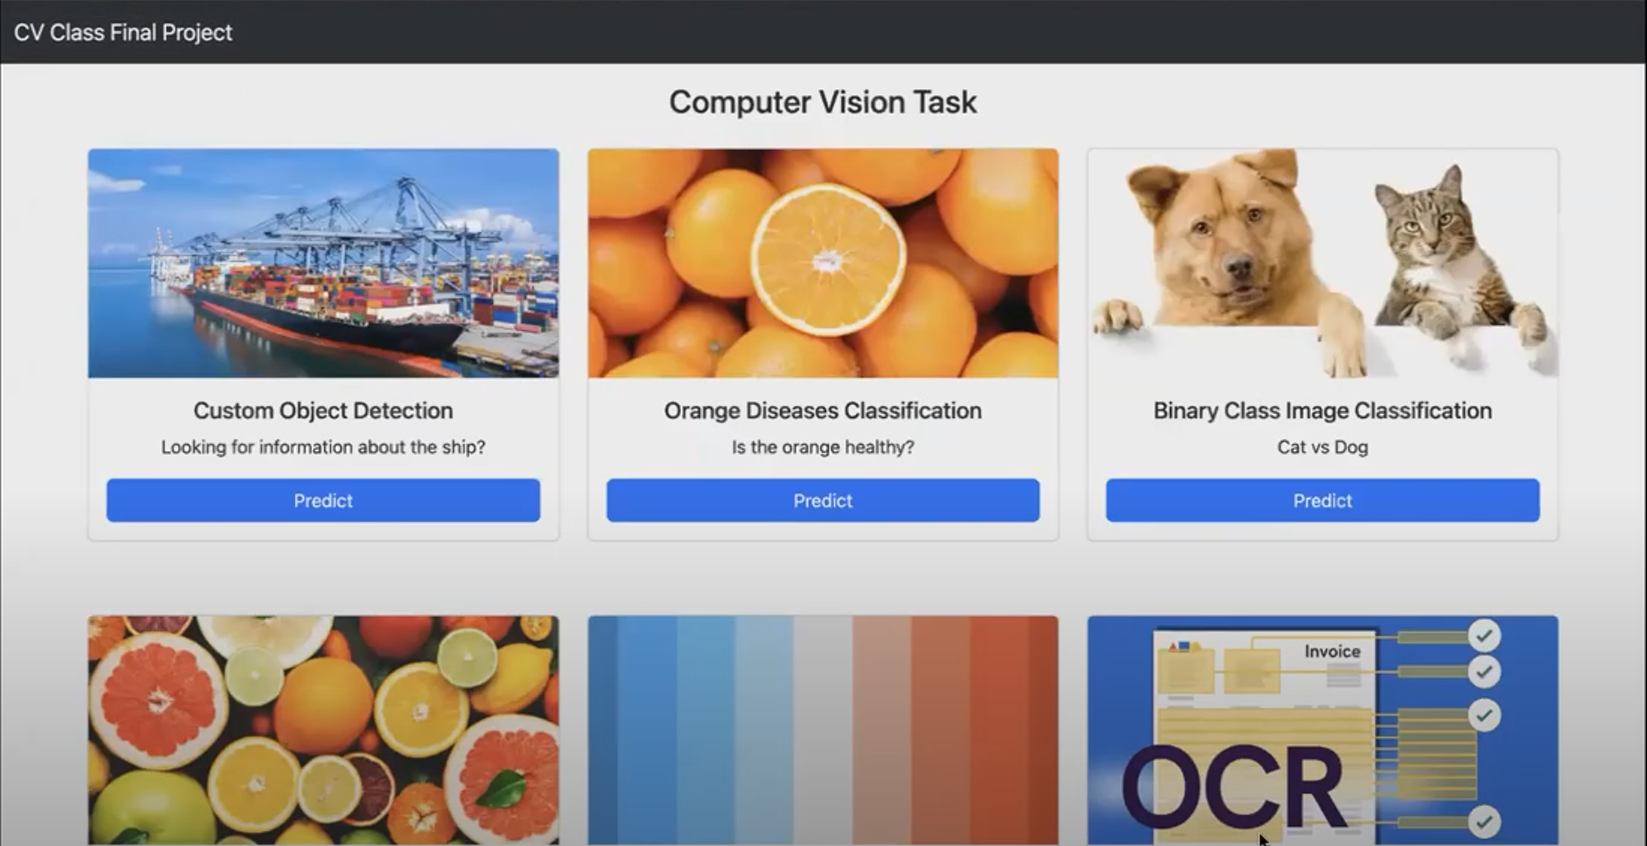 CV Class Final Project
Computer Vision Task
Custom Object Detection
Looking for information about the ship?
Predict
Orange Diseases Classification
Is the orange healthy?
Predict
Binary Class Image Classification
Cat vs Dog
Predict
Invoice
OCR